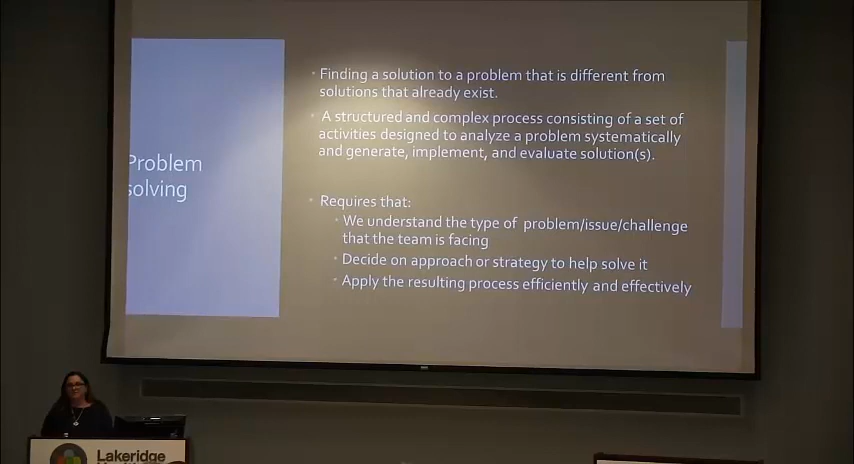 Problem
solving
Finding a solution to a problem that is different from
solutions that already exist.
A structured and complex process consisting of a set of
activities designed to analyze a problem systematically
and generate, implement, and evaluate solution(s).
Requires that:
We understand the type of problem/issue/challenge
that the team is facing
Decide on approach or strategy to help solve it
Apply the resulting process efficiently and effectively
Lakeridge